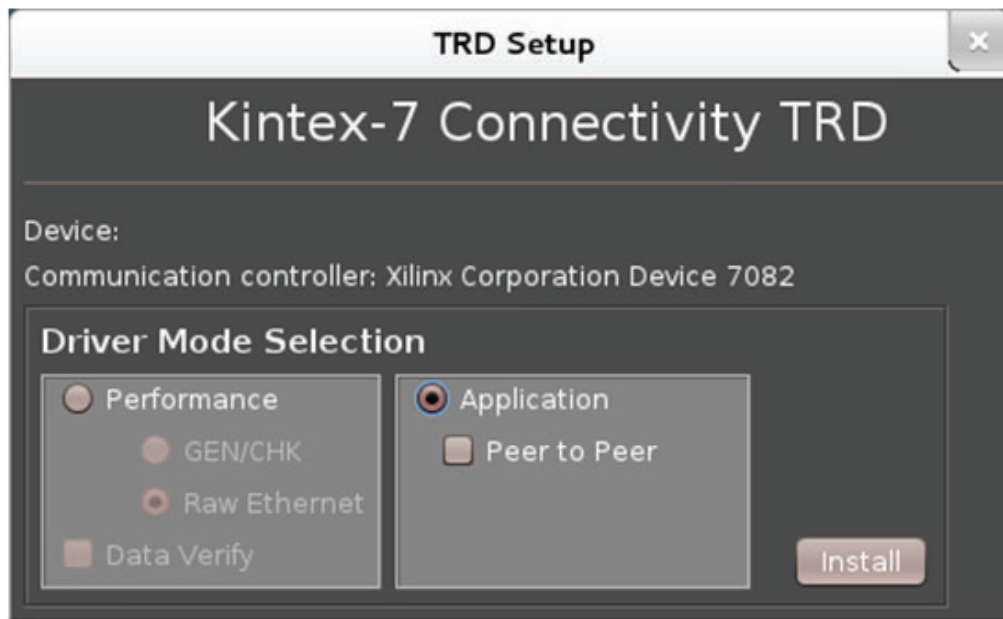 TRD Setup
Kintex-7 Connectivity TRD
Device:
Communication controller: Xilinx Corporation Device 7082
Driver Mode Selection
Performance
GEN/CHK
Raw Ethernet
Data Verify
Application
Peer to Peer
Install